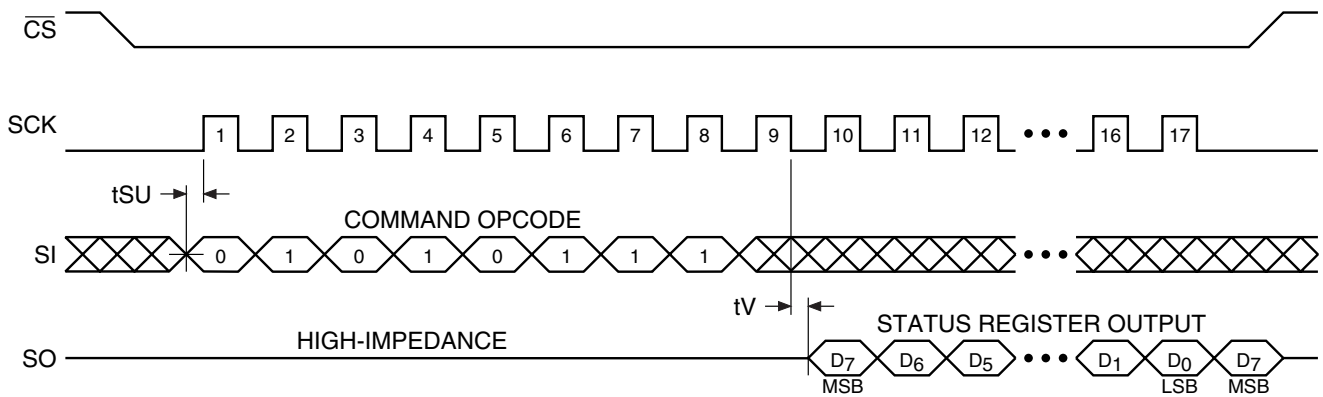 CS
SCK 1 2 3 4 5 6 7 8 9 10 11 12 ••• 16 17
tSU
COMMAND OPCODE
SI 0 1 0 1 0 1 1 1 •••
tV
HIGH-IMPEDANCE STATUS REGISTER OUTPUT
SO D7 D6 D5 ••• D1 D0 D7
MSB LSB MSB